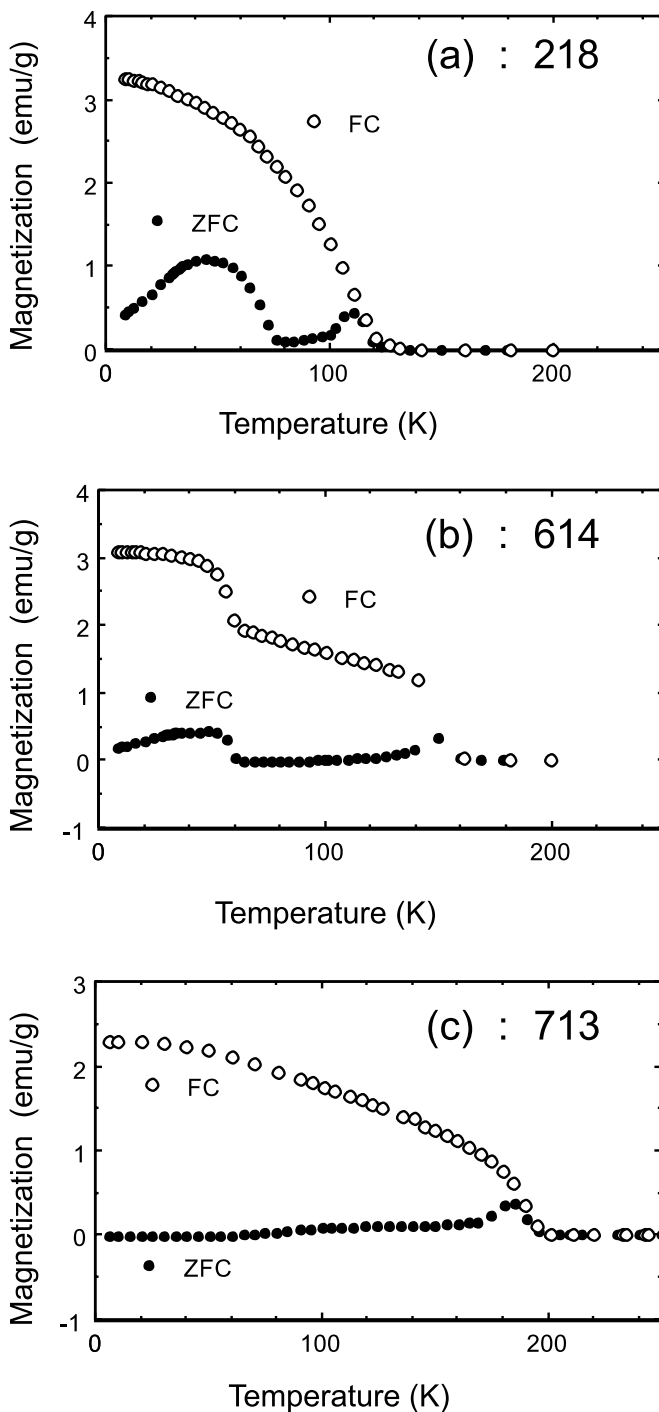 4
(a) : 218
3
FC
2
ZFC
1
0
0 100 200
Magnetization (emu/g)
Temperature (K)
4
(b) : 614
3
FC
2
1
ZFC
0
-1
0 100 200
Magnetization (emu/g)
Temperature (K)
3
(c) : 713
2
FC
1
0
ZFC
-1
0 100 200
Magnetization (emu/g)
Temperature (K)